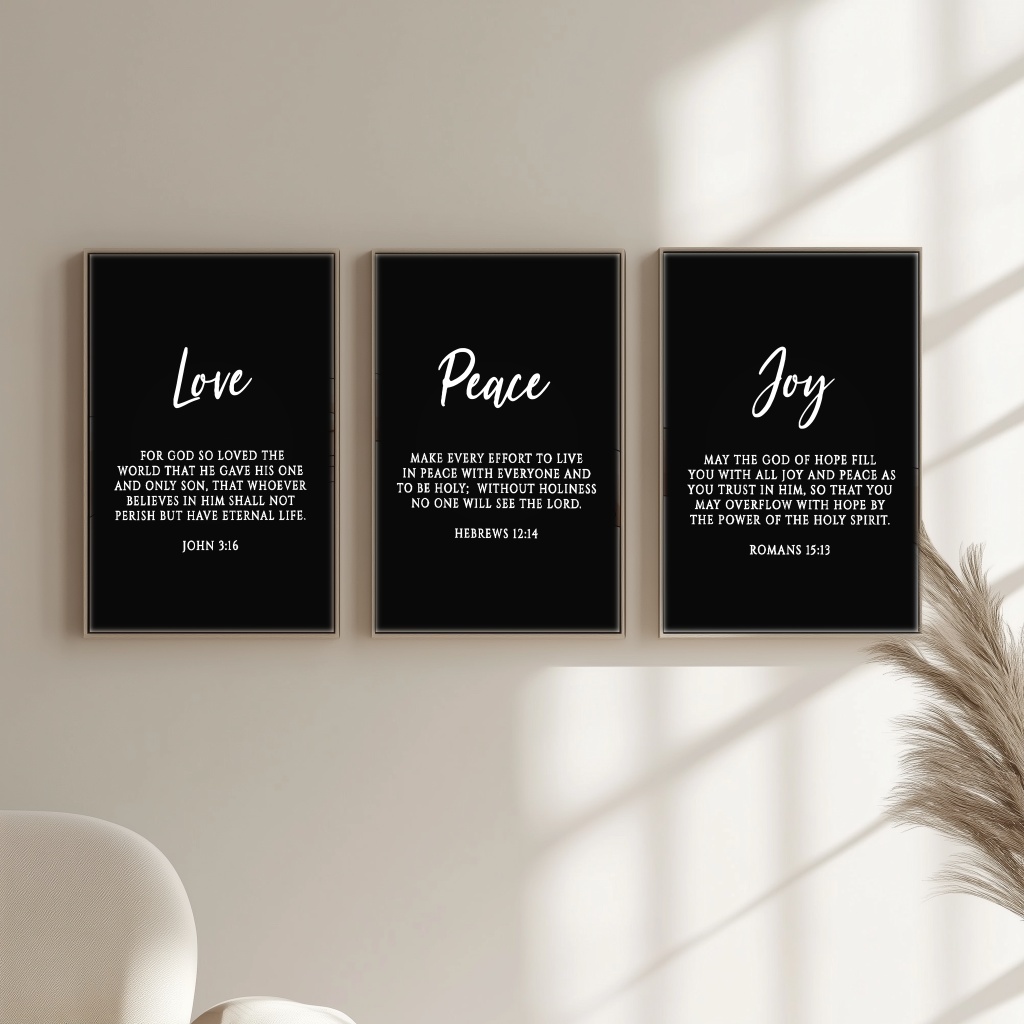 Love
FOR GOD SO LOVED THE
WORLD THAT HE GAVE HIS ONE
AND ONLY SON, THAT WHOEVER
BELIEVES IN HIM SHALL NOT
PERISH BUT HAVE ETERNAL LIFE.
JOHN 3:16
Peace
MAKE EVERY EFFORT TO LIVE
IN PEACE WITH EVERYONE AND
TO BE HOLY; WITHOUT HOLINESS
NO ONE WILL SEE THE LORD.
HEBREWS 12:14
Joy
MAY THE GOD OF HOPE FILL
YOU WITH ALL JOY AND PEACE AS
YOU TRUST IN HIM, SO THAT YOU
MAY OVERFLOW WITH HOPE BY
THE POWER OF THE HOLY SPIRIT.
ROMANS 15:13